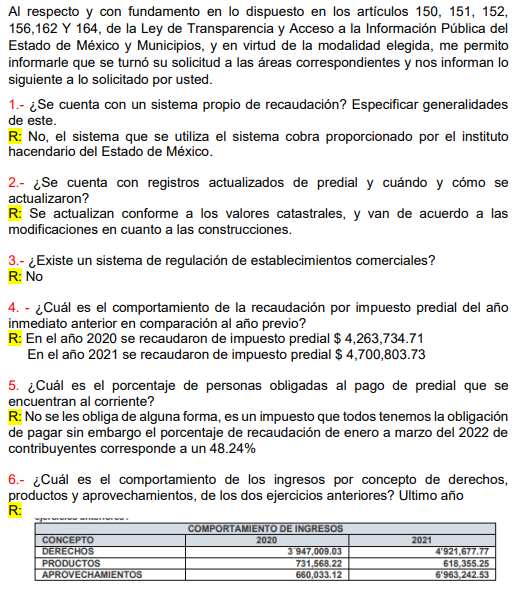 Al respecto y con fundamento en lo dispuesto en los artículos 150, 151, 152,
156,162 Y 164, de la Ley de Transparencia y Acceso a la Información Pública del
Estado de México y Municipios, y en virtud de la modalidad elegida, me permito
informarle que se turnó su solicitud a las áreas correspondientes y nos informan lo
siguiente a lo solicitado por usted.
1.- ¿Se cuenta con un sistema propio de recaudación? Especificar generalidades
de este.
R: No, el sistema que se utiliza el sistema cobra proporcionado por el instituto
hacendario del Estado de México.
2.- ¿Se cuenta con registros actualizados de predial y cuándo y cómo se
actualizaron?
R: Se actualizan conforme a los valores catastrales, y van de acuerdo a las
modificaciones en cuanto a las construcciones.
3.- ¿Existe un sistema de regulación de establecimientos comerciales?
R: No
4. - ¿Cuál es el comportamiento de la recaudación por impuesto predial del año
inmediato anterior en comparación al año previo?
R: En el año 2020 se recaudaron de impuesto predial $ 4,263,734.71
En el año 2021 se recaudaron de impuesto predial $ 4,700,803.73
5. ¿Cuál es el porcentaje de personas obligadas al pago de predial que se
encuentran al corriente?
R: No se les obliga de alguna forma, es un impuesto que todos tenemos la obligación
de pagar sin embargo el porcentaje de recaudación de enero a marzo del 2022 de
contribuyentes corresponde a un 48.24%
6.- ¿Cuál es el comportamiento de los ingresos por concepto de derechos,
productos y aprovechamientos, de los dos ejercicios anteriores? Ultimo año
R:
COMPORTAMIENTO DE INGRESOS
CONCEPTO 2020 2021
DERECHOS 3´947,009.03 4'921,677.77
PRODUCTOS 731,568.22 618,355.25
APROVECHAMIENTOS 660,033.12 6'963,242.53